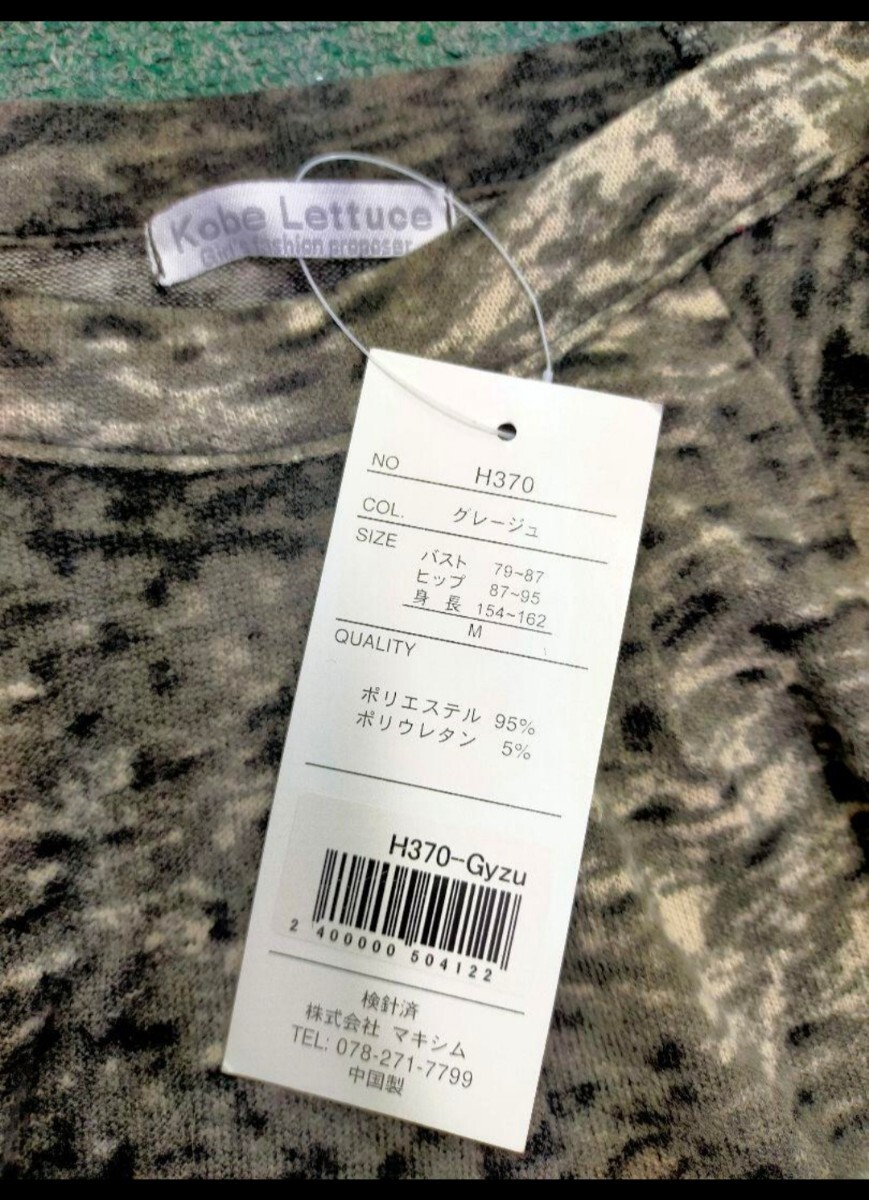 Kobe Lettuce
Girl's fashion proposer
NO H370
COL. グレージュ
SIZE
バスト 79~87
ヒップ 87~95
身長 154~162
M
QUALITY
ポリエステル 95%
ポリウレタン 5%
H370-Gyzu
2 400000 504122
検針済
株式会社 マキシム
TEL: 078-271-7799
中国製